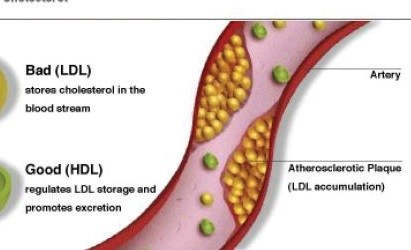 Cholesterol
Bad (LDL)
stores cholesterol in the
blood stream
Artery
Good (HDL)
regulates LDL storage and
promotes excretion
Atherosclerotic Plaque
(LDL accumulation)